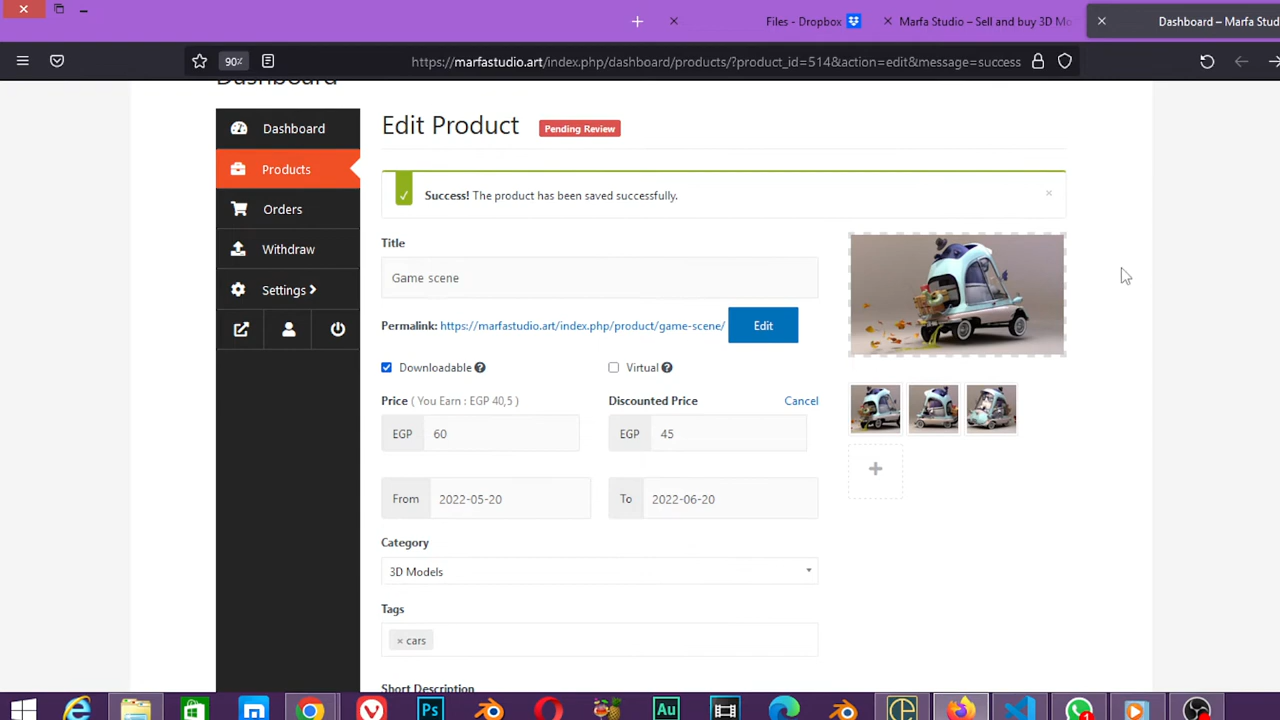 Files - Dropbox
Marfa Studio – Sell and buy 3D Mo
Dashboard – Marfa Stud
90%
https://marfastudio.art/index.php/dashboard/products/?product_id=514&action=edit&message=success
Dashboard
Dashboard
Products
Orders
Withdraw
Settings
Edit Product
Pending Review
Success! The product has been saved successfully.
×
Title
Game scene
Permalink: https://marfastudio.art/index.php/product/game-scene/
Edit
Downloadable
Virtual
Price ( You Earn : EGP 40,5 )
Discounted Price
Cancel
EGP 60
EGP 45
From 2022-05-20
To 2022-06-20
Category
3D Models
Tags
× cars
Short Description
Ps
Au
1